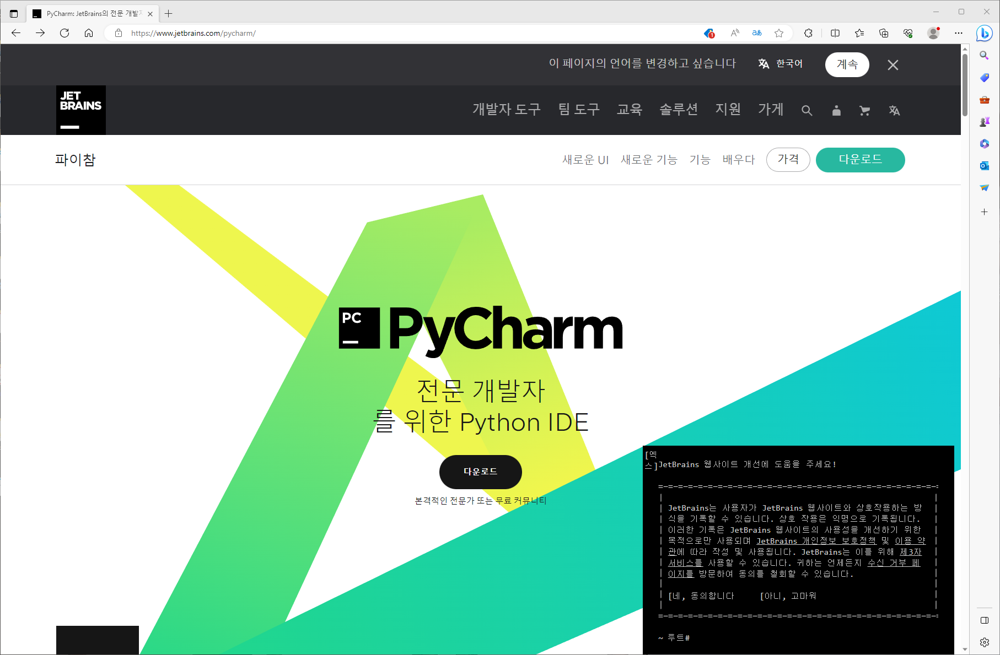 PyCharm: JetBrains의 전문 개발자
https://www.jetbrains.com/pycharm/
1
aあ
이 페이지의 언어를 변경하고 싶습니다 한국어 계속
JET
BRAINS
개발자 도구 팀 도구 교육 솔루션 지원 가게
파이참 새로운 UI 새로운 기능 기능 배우다 가격 다운로드
PC
PyCharm
전문 개발자
를 위한 Python IDE
다운로드
본격적인 전문가 또는 무료 커뮤니티
[엑
스]JetBrains 웹사이트 개선에 도움을 주세요!
JetBrains는 사용자가 JetBrains 웹사이트와 상호작용하는 방
식을 기록할 수 있습니다. 상호 작용은 익명으로 기록됩니다.
이러한 기록은 JetBrains 웹사이트의 사용성을 개선하기 위한
목적으로만 사용되며 JetBrains 개인정보 보호정책 및 이용 약
관에 따라 작성 및 사용됩니다. JetBrains는 이를 위해 제3자
서비스를 사용할 수 있습니다. 귀하는 언제든지 수신 거부 페
이지를 방문하여 동의를 철회할 수 있습니다.
[네, 동의합니다 [아니, 고마워
~ 루트#